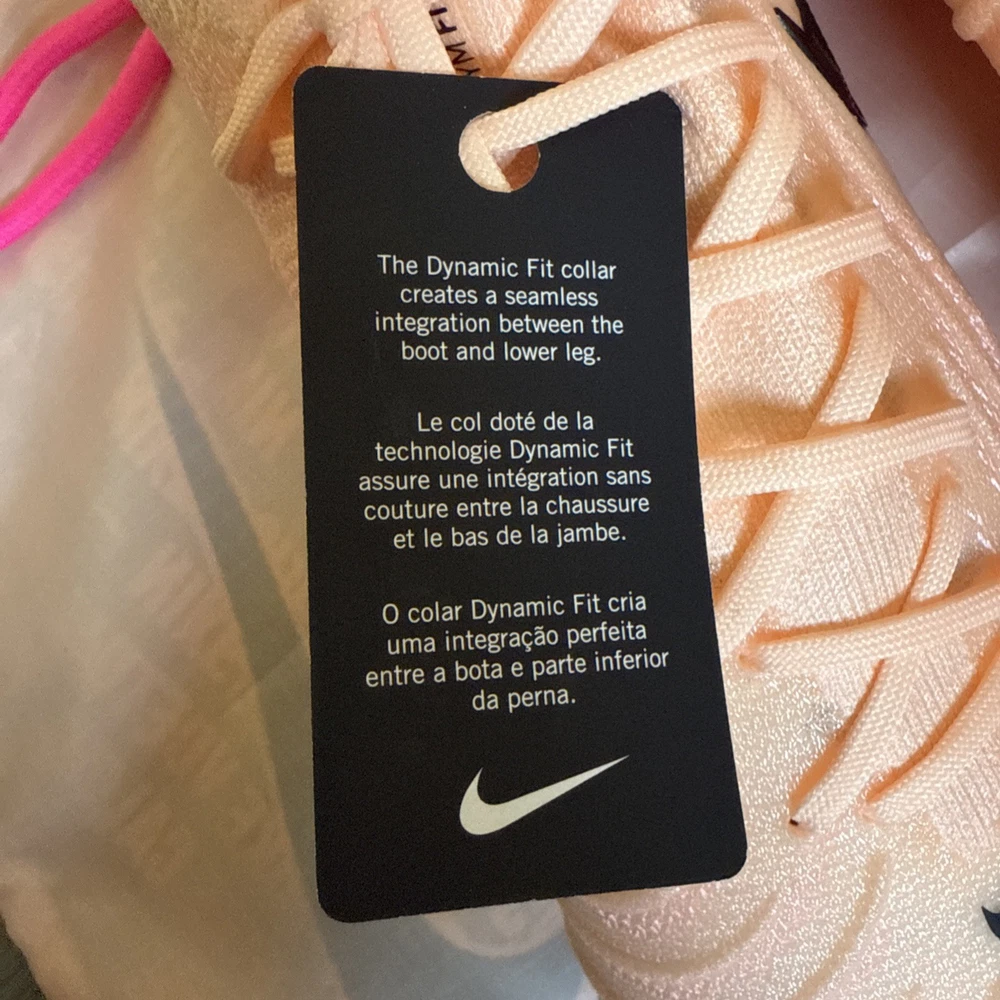 The Dynamic Fit collar
creates a seamless
integration between the
boot and lower leg.
Le col doté de la
technologie Dynamic Fit
assure une intégration sans
couture entre la chaussure
et le bas de la jambe.
O colar Dynamic Fit cria
uma integração perfeita
entre a bota e parte inferior
da perna.